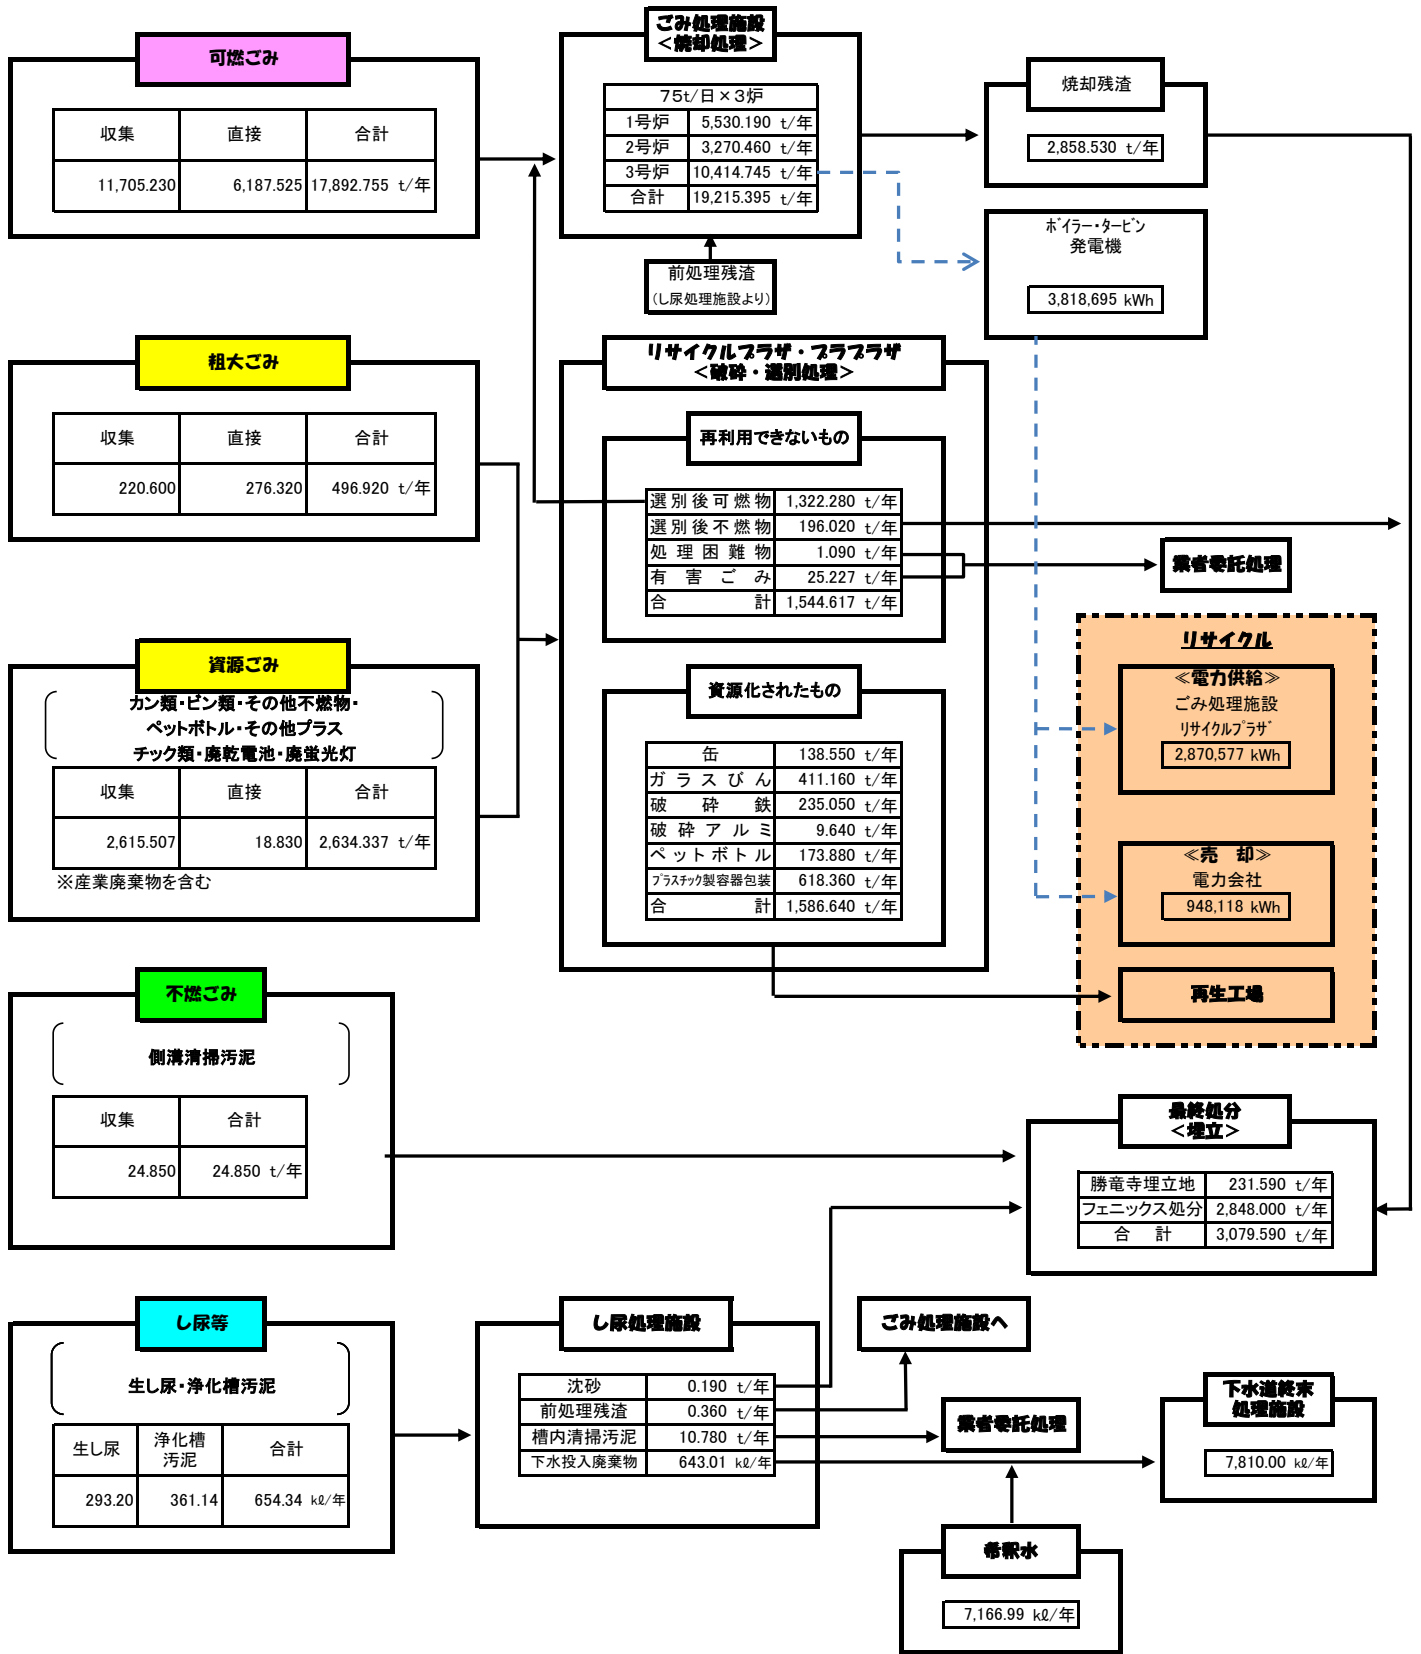 可燃ごみ
収集 直接 合計
11,705.230 6,187.525 17,892.755 t/年
ごみ処理施設
＜焼却処理＞
75t/日×3炉
1号炉 5,530.190 t/年
2号炉 3,270.460 t/年
3号炉 10,414.745 t/年
合計 19,215.395 t/年
前処理残渣
(し尿処理施設より)
焼却残渣
2,858.530 t/年
ﾎﾞｲﾗｰ・ﾀｰﾋﾞﾝ
発電機
3,818,695 kWh
粗大ごみ
収集 直接 合計
220.600 276.320 496.920 t/年
リサイクルプラザ・プラプラザ
＜破砕・選別処理＞
再利用できないもの
選別後可燃物 1,322.280 t/年
選別後不燃物 196.020 t/年
処理困難物 1.090 t/年
有害ごみ 25.227 t/年
合計 1,544.617 t/年
業者委託処理
資源ごみ
カン類・ビン類・その他不燃物・
ペットボトル・その他プラス
チック類・廃乾電池・廃蛍光灯
収集 直接 合計
2,615.507 18.830 2,634.337 t/年
※産業廃棄物を含む
資源化されたもの
缶 138.550 t/年
ガラスびん 411.160 t/年
破砕鉄 235.050 t/年
破砕アルミ 9.640 t/年
ペットボトル 173.880 t/年
ﾌﾟﾗｽﾁｯｸ製容器包装 618.360 t/年
合計 1,586.640 t/年
リサイクル
≪電力供給≫
ごみ処理施設
ﾘｻｲｸﾙﾌﾟﾗｻﾞ
2,870,577 kWh
≪売　却≫
電力会社
948,118 kWh
再生工場
不燃ごみ
側溝清掃汚泥
収集 合計
24.850 24.850 t/年
最終処分
＜埋立＞
勝竜寺埋立地 231.590 t/年
フェニックス処分 2,848.000 t/年
合計 3,079.590 t/年
し尿等
生し尿・浄化槽汚泥
生し尿 浄化槽
汚泥 合計
293.20 361.14 654.34 kℓ/年
し尿処理施設
沈砂 0.190 t/年
前処理残渣 0.360 t/年
槽内清掃汚泥 10.780 t/年
下水投入廃棄物 643.01 kℓ/年
ごみ処理施設へ
業者委託処理
下水道終末
処理施設
7,810.00 kℓ/年
希釈水
7,166.99 kℓ/年